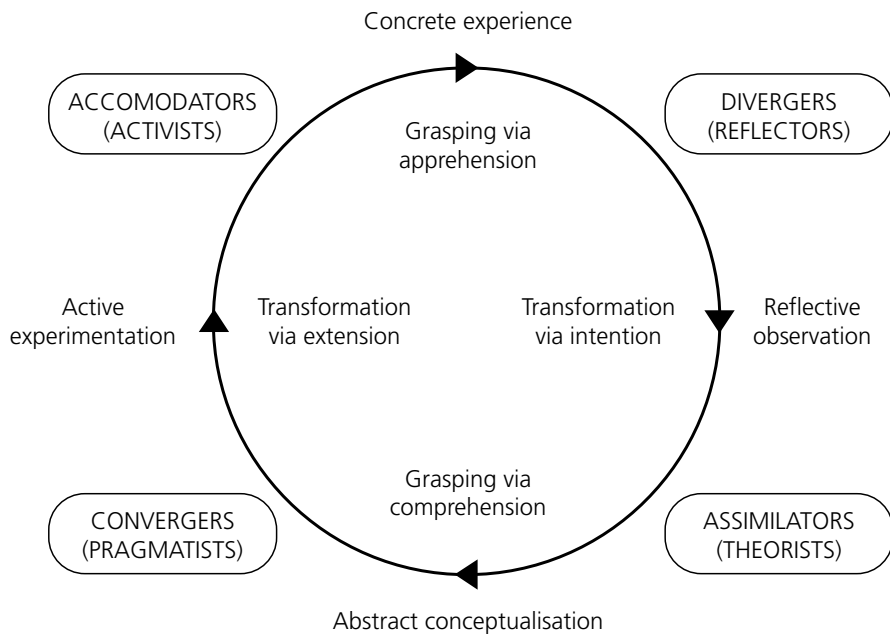 Concrete experience
ACCOMODATORS
(ACTIVISTS)
DIVERGERS
(REFLECTORS)
Grasping via
apprehension
Active
experimentation
Transformation
via extension
Transformation
via intention
Reflective
observation
Grasping via
comprehension
CONVERGERS
(PRAGMATISTS)
ASSIMILATORS
(THEORISTS)
Abstract conceptualisation